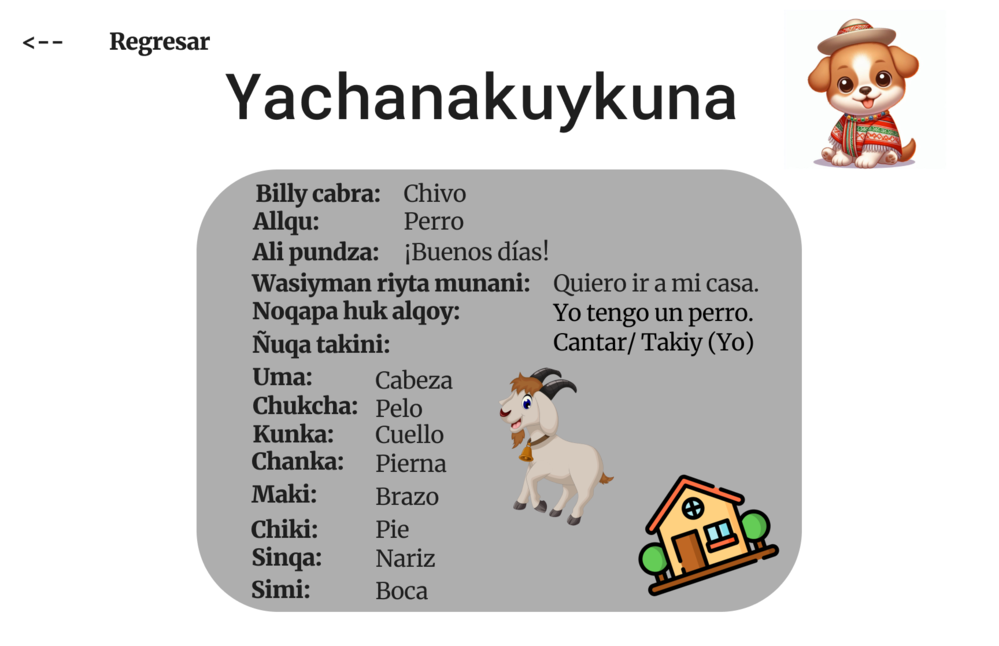 <-- Regresar
Yachanakuykuna
Billy cabra: Chivo
Allqu: Perro
Ali pundza: ¡Buenos días!
Wasiyman riyta munani: Quiero ir a mi casa.
Noqapa huk alqoy: Yo tengo un perro.
Ñuqa takini: Cantar/ Takiy (Yo)
Uma: Cabeza
Chukcha: Pelo
Kunka: Cuello
Chanka: Pierna
Maki: Brazo
Chiki: Pie
Sinqa: Nariz
Simi: Boca